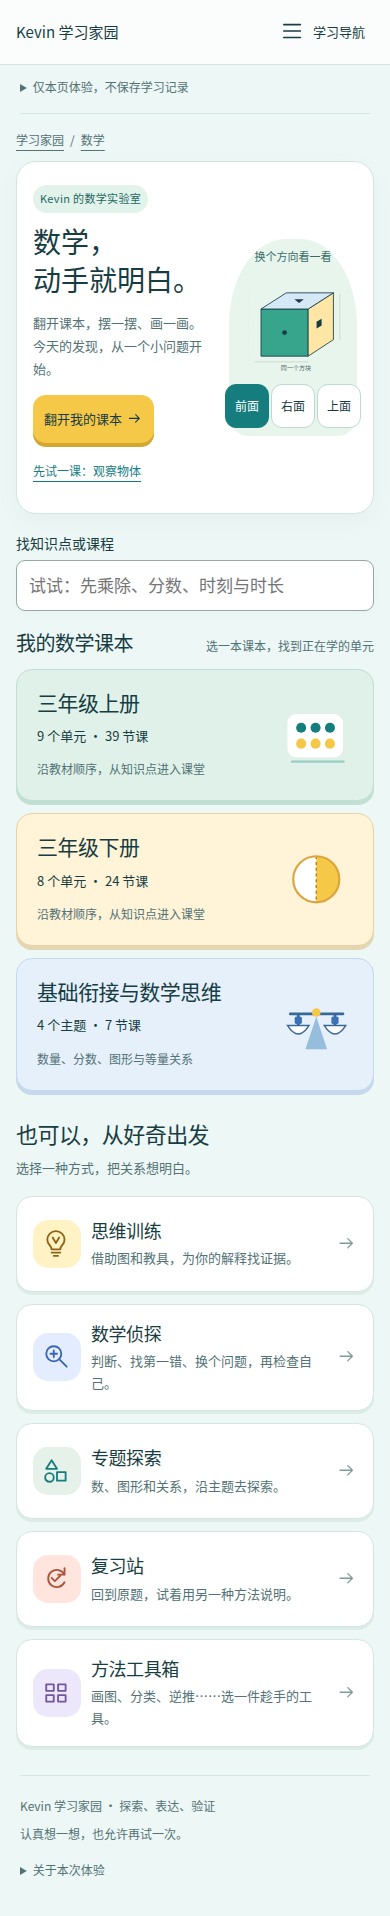 Kevin 学习家园
学习导航
▶ 仅本页体验，不保存学习记录
学习家园 / 数学
Kevin 的数学实验室
数学，
动手就明白。
翻开课本，摆一摆、画一画。
今天的发现，从一个小问题开
始。
翻开我的课本 →
先试一课：观察物体
换个方向看一看
同一个方块
前面
右面
上面
找知识点或课程
试试：先乘除、分数、时刻与时长
我的数学课本
选一本课本，找到正在学的单元
三年级上册
9 个单元 · 39 节课
沿教材顺序，从知识点进入课堂
三年级下册
8 个单元 · 24 节课
沿教材顺序，从知识点进入课堂
基础衔接与数学思维
4 个主题 · 7 节课
数量、分数、图形与等量关系
也可以，从好奇出发
选择一种方式，把关系想明白。
思维训练
借助图和教具，为你的解释找证据。
数学侦探
判断、找第一错、换个问题，再检查自
己。
专题探索
数、图形和关系，沿主题去探索。
复习站
回到原题，试着用另一种方法说明。
方法工具箱
画图、分类、逆推……选一件趁手的工
具。
Kevin 学习家园 · 探索、表达、验证
认真想一想，也允许再试一次。
▶ 关于本次体验